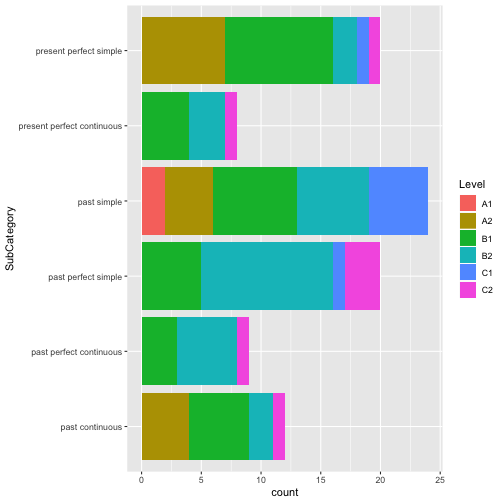 present perfect simple
present perfect continuous
past simple
past perfect simple
past perfect continuous
past continuous
SubCategory
0 5 10 15 20 25
count
Level
A1
A2
B1
B2
C1
C2